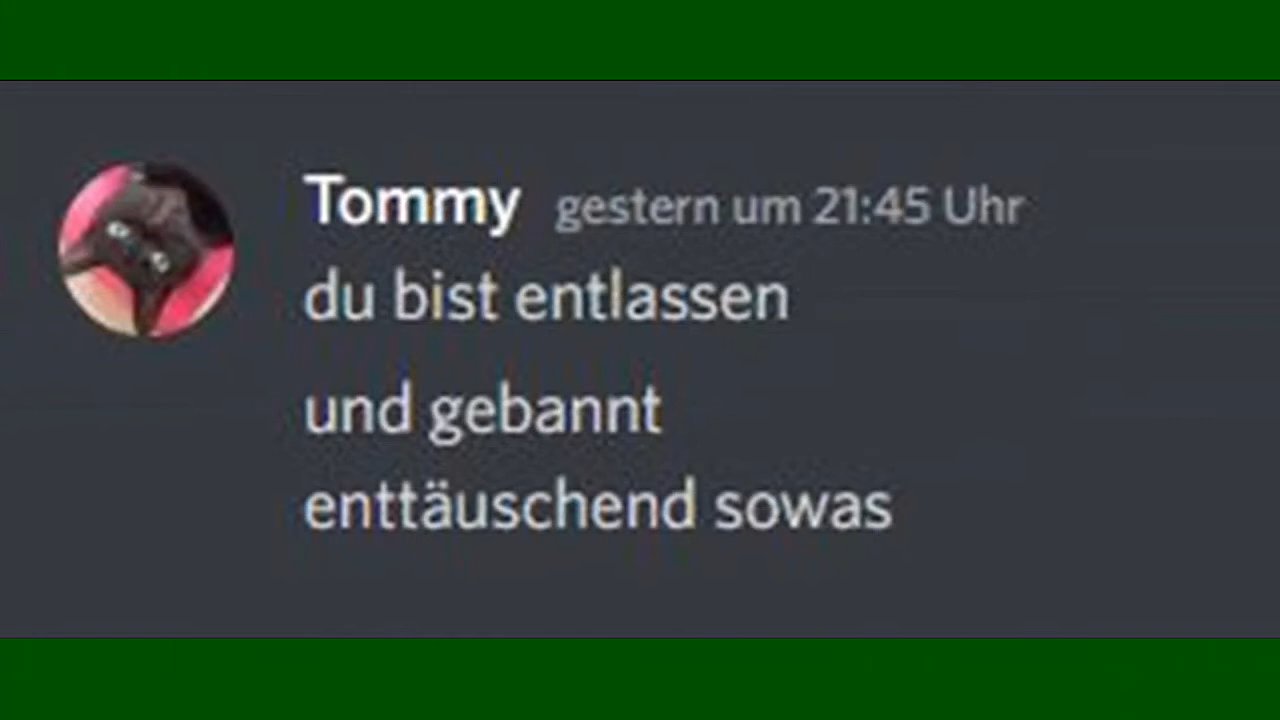 Tommy gestern um 21:45 Uhr
du bist entlassen
und gebannt
enttäuschend sowas